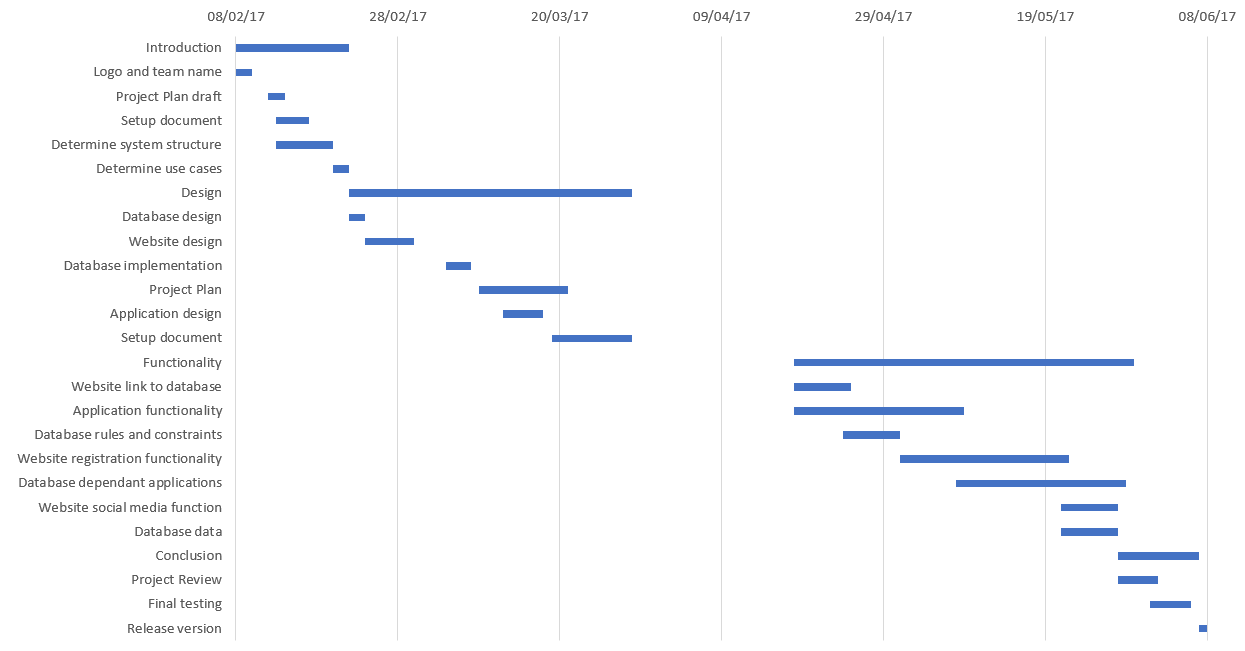 08/02/17 28/02/17 20/03/17 09/04/17 29/04/17 19/05/17 08/06/17
Introduction
Logo and team name
Project Plan draft
Setup document
Determine system structure
Determine use cases
Design
Database design
Website design
Database implementation
Project Plan
Application design
Setup document
Functionality
Website link to database
Application functionality
Database rules and constraints
Website registration functionality
Database dependant applications
Website social media function
Database data
Conclusion
Project Review
Final testing
Release version